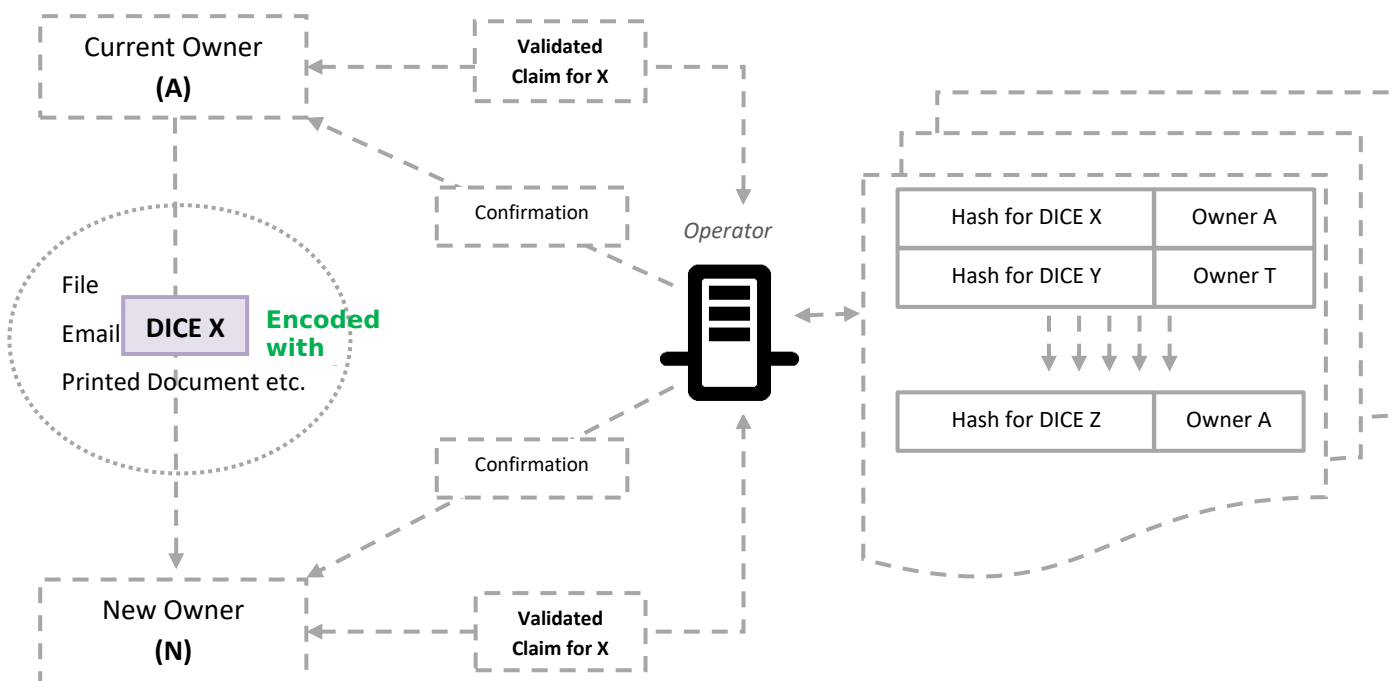 Current Owner
(A)
Validated
Claim for X
Confirmation
Operator
Hash for DICE X Owner A
Hash for DICE Y Owner T
Hash for DICE Z Owner A
File
Email
DICE X
Encoded
with
Printed Document etc.
Confirmation
New Owner
(N)
Validated
Claim for X